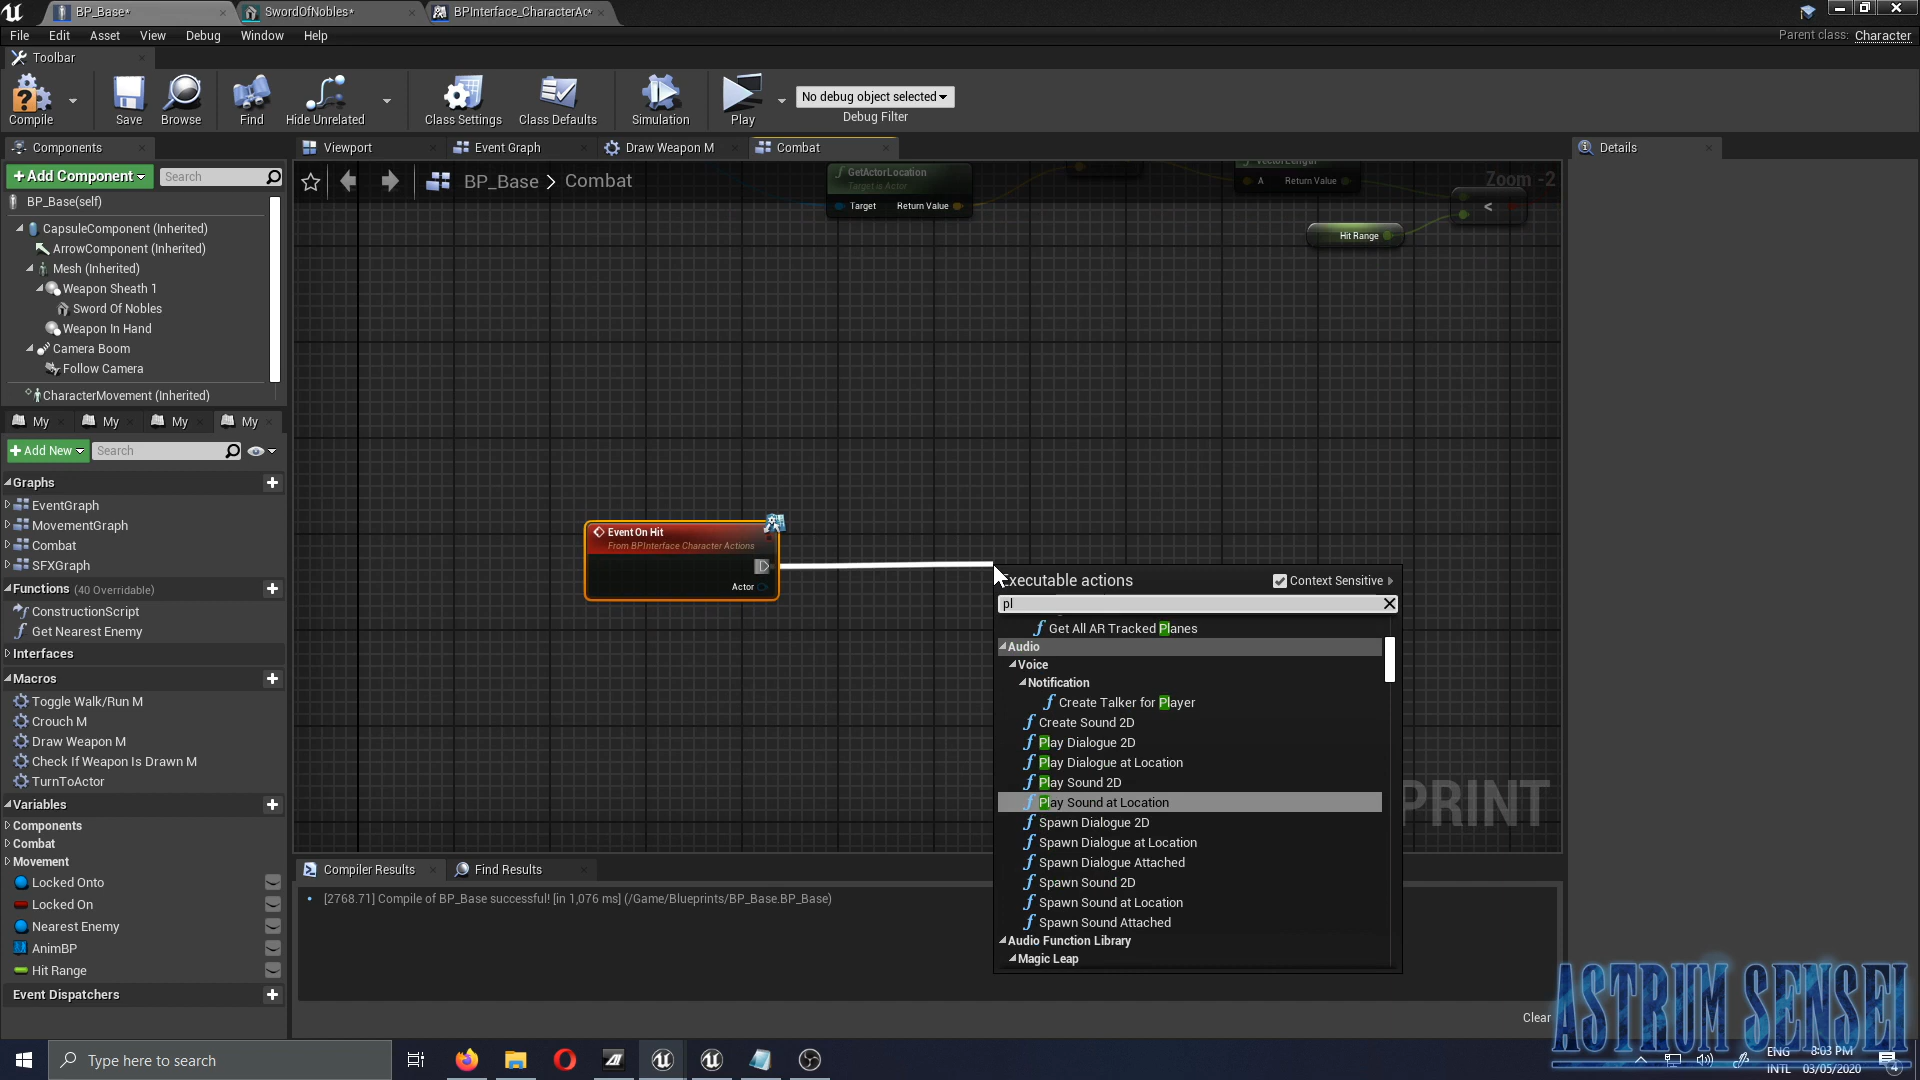 BP_Base*
SwordOfNobles*
BPInterface_CharacterAc*
File Edit Asset View Debug Window Help
Parent class: Character
Toolbar
Compile
Save
Browse
Find
Hide Unrelated
Class Settings
Class Defaults
Simulation
Play
No debug object selected
Debug Filter
Components
+Add Component
Search
BP_Base(self)
CapsuleComponent (Inherited)
ArrowComponent (Inherited)
Mesh (Inherited)
Weapon Sheath 1
Sword Of Nobles
Weapon In Hand
Camera Boom
Follow Camera
CharacterMovement (Inherited)
My My My My
+Add New
Search
Graphs
EventGraph
MovementGraph
Combat
SFXGraph
Functions (40 Overridable)
ConstructionScript
Get Nearest Enemy
Interfaces
Macros
Toggle Walk/Run M
Crouch M
Draw Weapon M
Check If Weapon Is Drawn M
TurnToActor
Variables
Components
Combat
Movement
Locked Onto
Locked On
Nearest Enemy
AnimBP
Hit Range
Event Dispatchers
Viewport
Event Graph
Draw Weapon M
Combat
BP_Base > Combat
Zoom -2
GetActorLocation
Target is Actor
Target Return Value
VectorLength
A Return Value
<
Hit Range
Event On Hit
From BPInterface Character Actions
Actor
Executable actions
Context Sensitive
pl
Get All AR Tracked Planes
Audio
Voice
Notification
Create Talker for Player
Create Sound 2D
Play Dialogue 2D
Play Dialogue at Location
Play Sound 2D
Play Sound at Location
Spawn Dialogue 2D
Spawn Dialogue at Location
Spawn Dialogue Attached
Spawn Sound 2D
Spawn Sound at Location
Spawn Sound Attached
Audio Function Library
Magic Leap
PRINT
Compiler Results
Find Results
[2768.71] Compile of BP_Base successful! [in 1,076 ms] (/Game/Blueprints/BP_Base.BP_Base)
Clear
Details
ASTRUM SENSEI
Type here to search
ENG
INTL
8:03 PM
03/05/2020
4